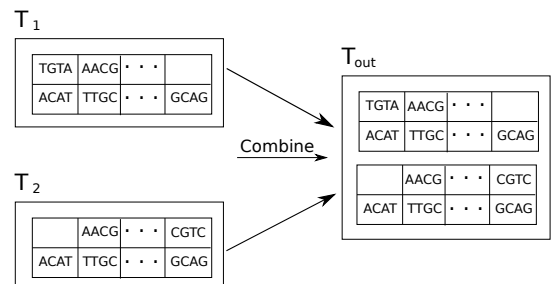 T1
TGTA AACG · · ·
ACAT TTGC · · · GCAG
Combine
T2
AACG · · · CGTC
ACAT TTGC · · · GCAG
Tout
TGTA AACG · · ·
ACAT TTGC · · · GCAG
AACG · · · CGTC
ACAT TTGC · · · GCAG